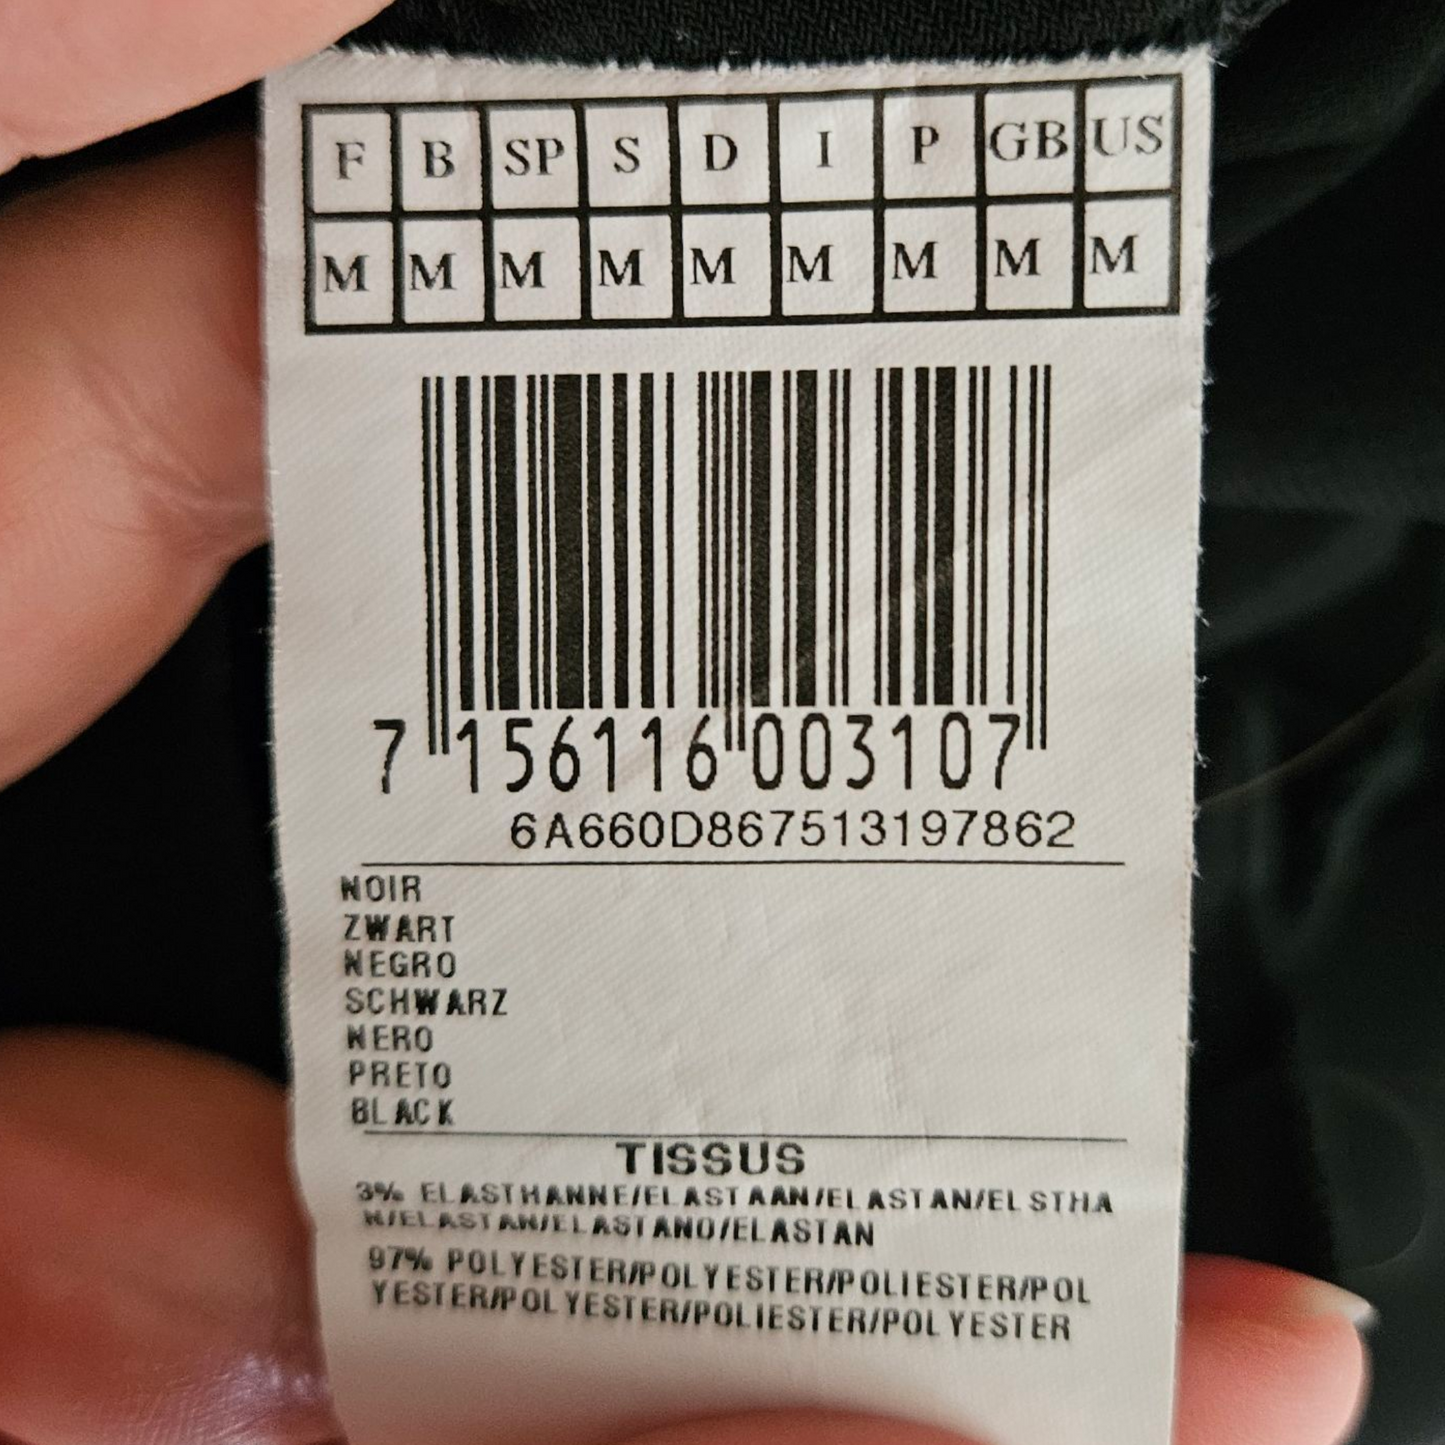 F B SP S D I P GB US
M M M M M M M M M
7 156116 003107
6A660D867513197862
NOIR
ZWART
NEGRO
SCHWARZ
NERO
PRETO
BLACK
TISSUS
3% ELASTHANNE/ELASTAAN/ELASTAN/ELSTHA
N/ELASTAN/ELASTANO/ELASTAN
97% POLYESTER/POLYESTER/POLIESTER/POL
YESTER/POLYESTER/POLIESTER/POLYESTER